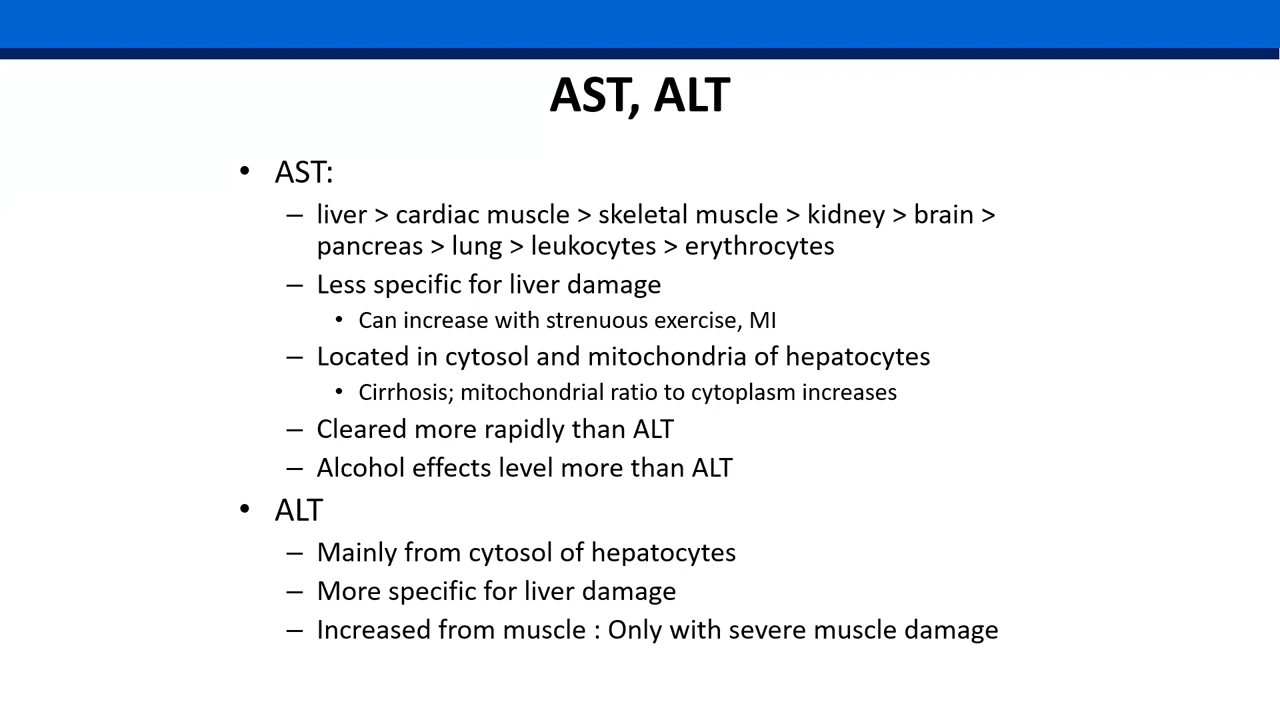 AST, ALT
• AST:
– liver > cardiac muscle > skeletal muscle > kidney > brain >
pancreas > lung > leukocytes > erythrocytes
– Less specific for liver damage
• Can increase with strenuous exercise, MI
– Located in cytosol and mitochondria of hepatocytes
• Cirrhosis; mitochondrial ratio to cytoplasm increases
– Cleared more rapidly than ALT
– Alcohol effects level more than ALT
• ALT
– Mainly from cytosol of hepatocytes
– More specific for liver damage
– Increased from muscle : Only with severe muscle damage